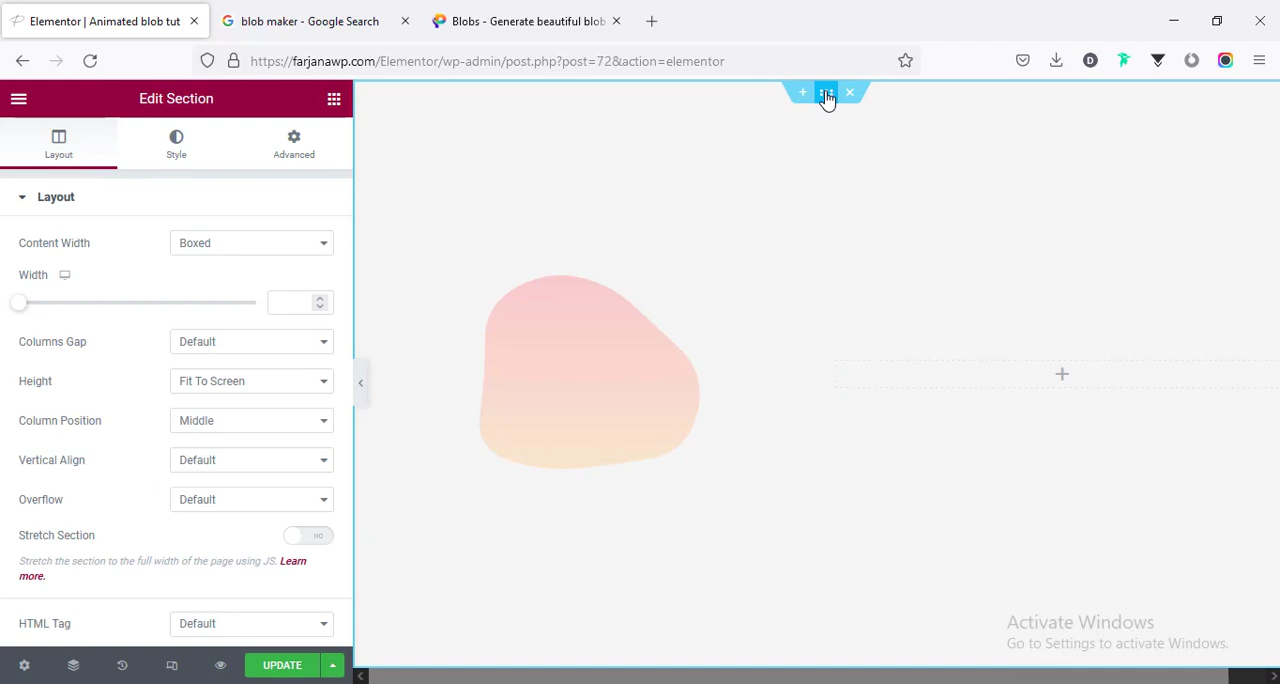 Elementor | Animated blob tut
blob maker - Google Search
Blobs - Generate beautiful blob
https://farjanawp.com/Elementor/wp-admin/post.php?post=72&action=elementor
Edit Section
Layout
Style
Advanced
Layout
Content Width
Boxed
Width
Columns Gap
Default
Height
Fit To Screen
Column Position
Middle
Vertical Align
Default
Overflow
Default
Stretch Section
NO
Stretch the section to the full width of the page using JS. Learn
more.
HTML Tag
Default
UPDATE
Activate Windows
Go to Settings to activate Windows.